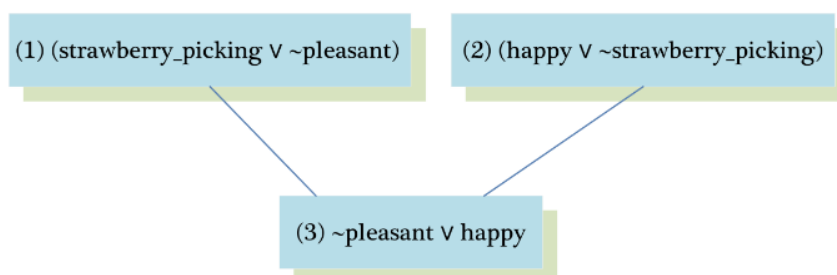 (1) (strawberry_picking ∨ ~pleasant)
(2) (happy ∨ ~strawberry_picking)
(3) ~pleasant ∨ happy